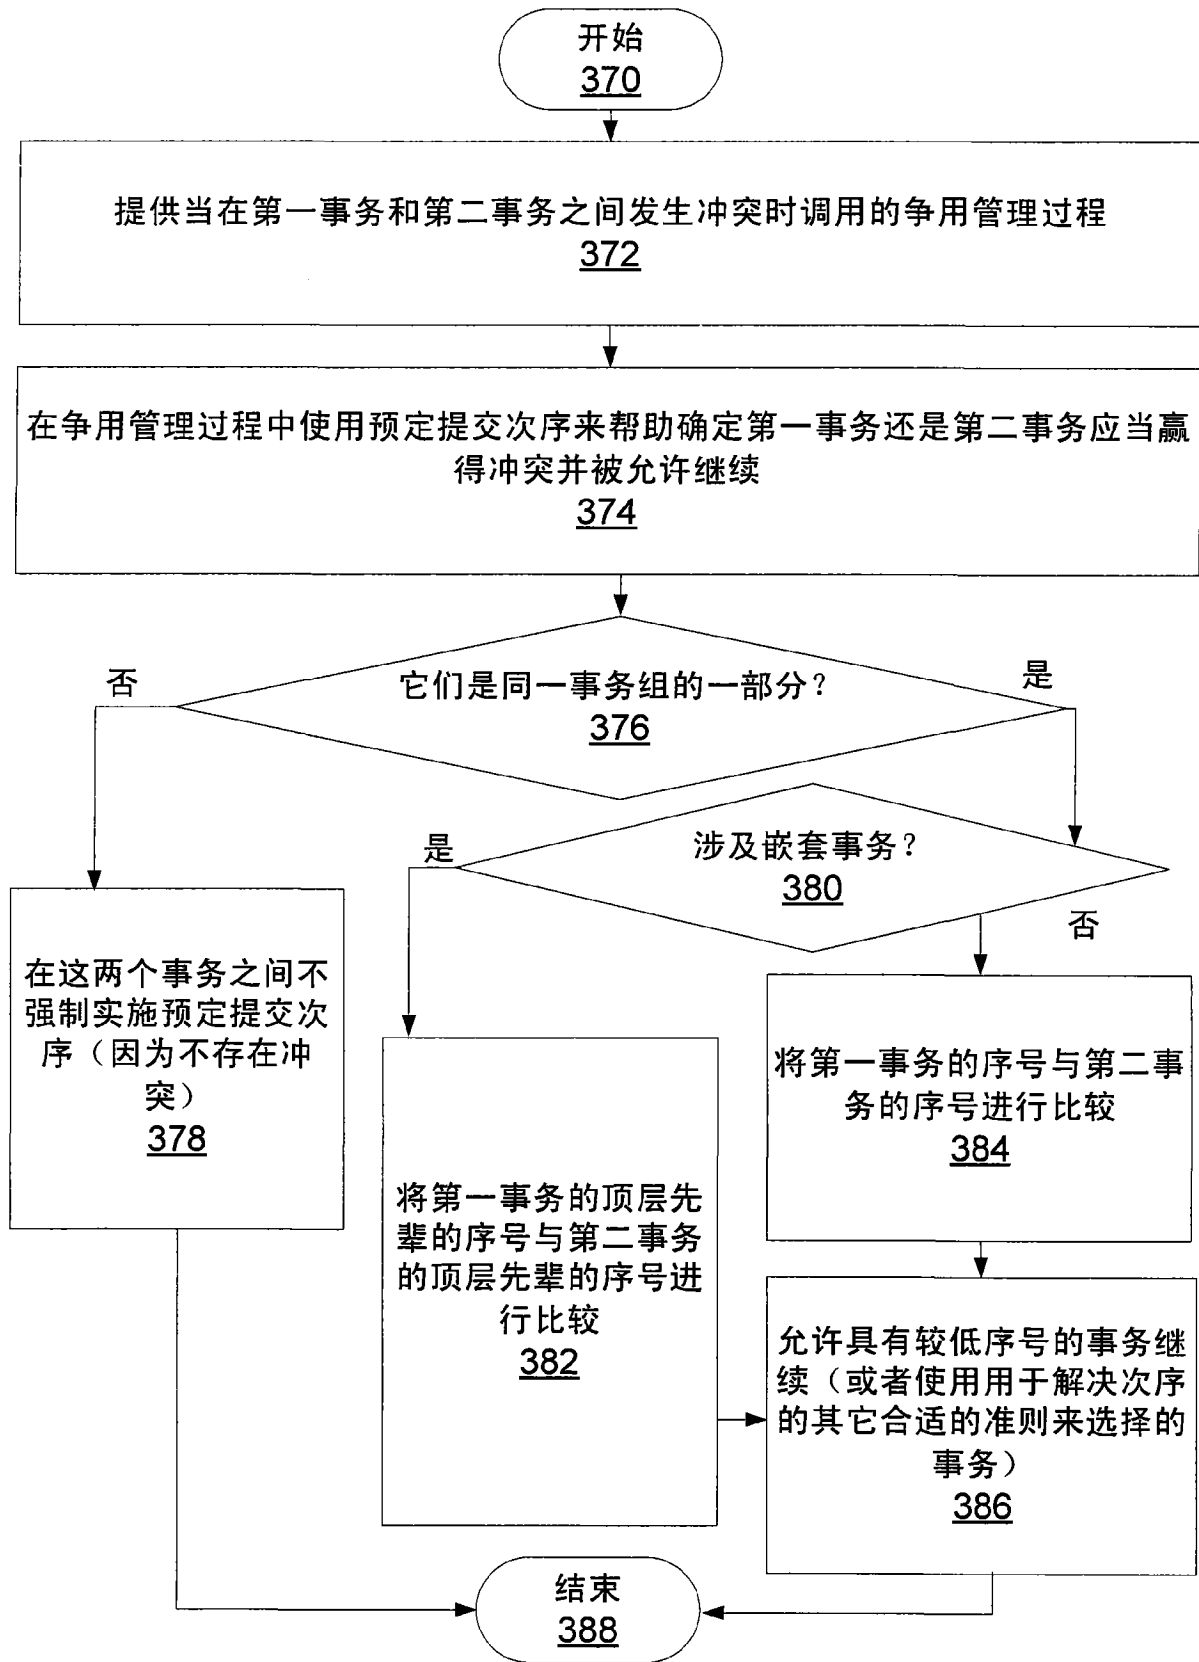 开始
370
提供当在第一事务和第二事务之间发生冲突时调用的争用管理过程
372
在争用管理过程中使用预定提交次序来帮助确定第一事务还是第二事务应当赢
得冲突并被允许继续
374
否
它们是同一事务组的一部分？
376
是
是
涉及嵌套事务？
380
否
在这两个事务之间不
强制实施预定提交次
序（因为不存在冲
突）
378
将第一事务的序号与第二事
务的序号进行比较
384
将第一事务的顶层先
辈的序号与第二事务
的顶层先辈的序号进
行比较
382
允许具有较低序号的事务继
续（或者使用用于解决次序
的其它合适的准则来选择的
事务）
386
结束
388